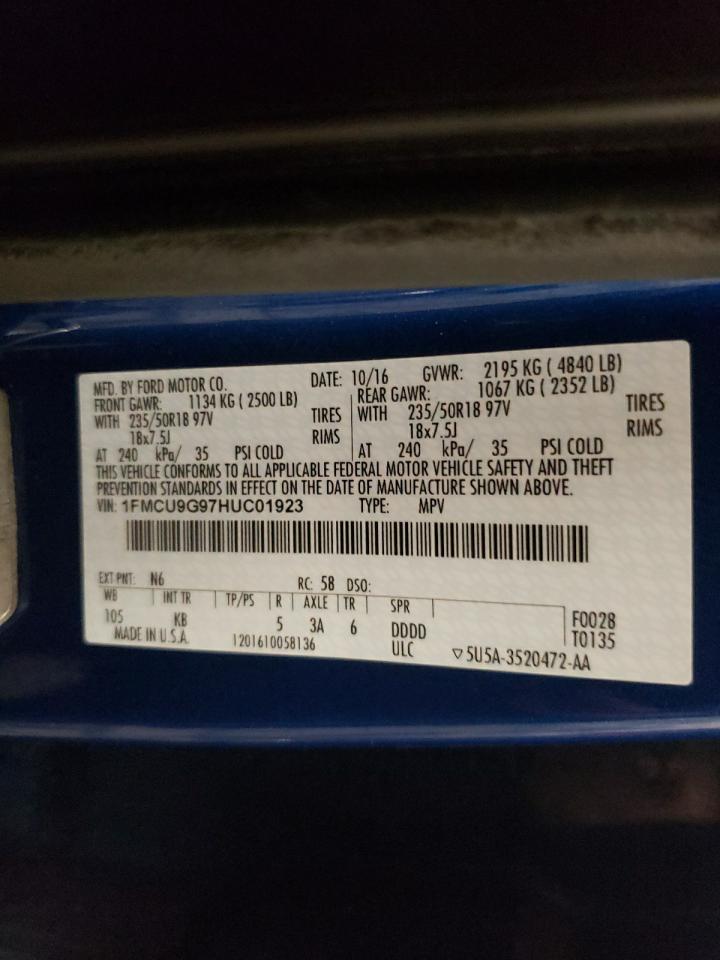 MFD. BY FORD MOTOR CO. DATE: 10/16 GVWR: 2195 KG ( 4840 LB)
FRONT GAWR: 1134 KG ( 2500 LB) REAR GAWR: 1067 KG ( 2352 LB)
WITH 235/50R18 97V TIRES WITH 235/50R18 97V TIRES
18x7.5J RIMS 18x7.5J RIMS
AT 240 kPa/ 35 PSI COLD AT 240 kPa/ 35 PSI COLD
THIS VEHICLE CONFORMS TO ALL APPLICABLE FEDERAL MOTOR VEHICLE SAFETY AND THEFT
PREVENTION STANDARDS IN EFFECT ON THE DATE OF MANUFACTURE SHOWN ABOVE.
VIN: 1FMCU9G97HUC01923 TYPE: MPV
EXT PNT: N6 RC: 58 DSO:
WB INT TR TP/PS R AXLE TR SPR
105 KB 5 3A 6 DDDD F0028
MADE IN U.S.A. 1201610058136 ULC T0135
▽5U5A-3520472-AA